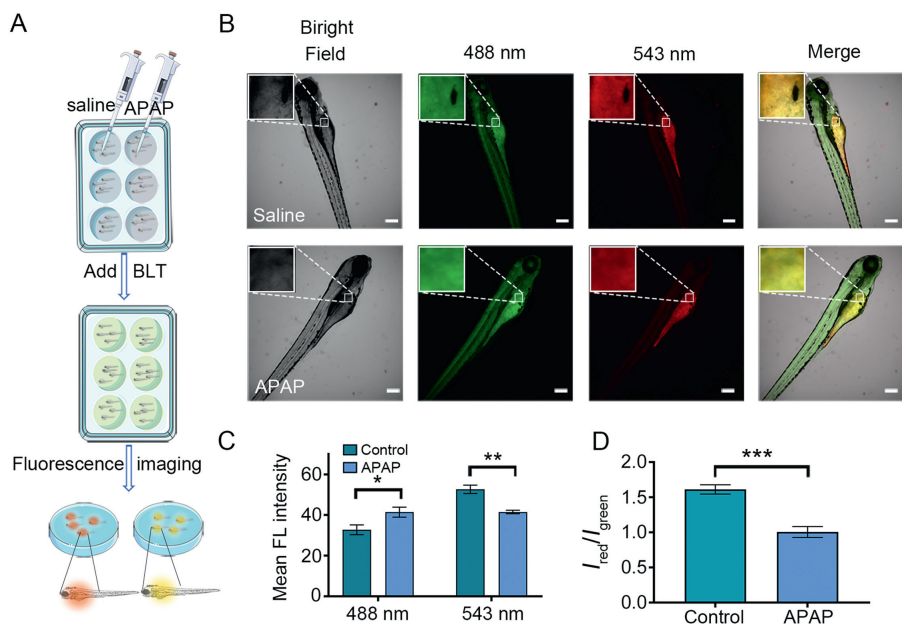 A
saline APAP
Add BLT
Fluorescence imaging
B
Biright
Field
488 nm
543 nm
Merge
Saline
APAP
C
Mean FL intensity
Control
APAP
*
**
60
40
20
0
488 nm
543 nm
D
I red/I green
***
2.0
1.5
1.0
0.5
0.0
Control
APAP